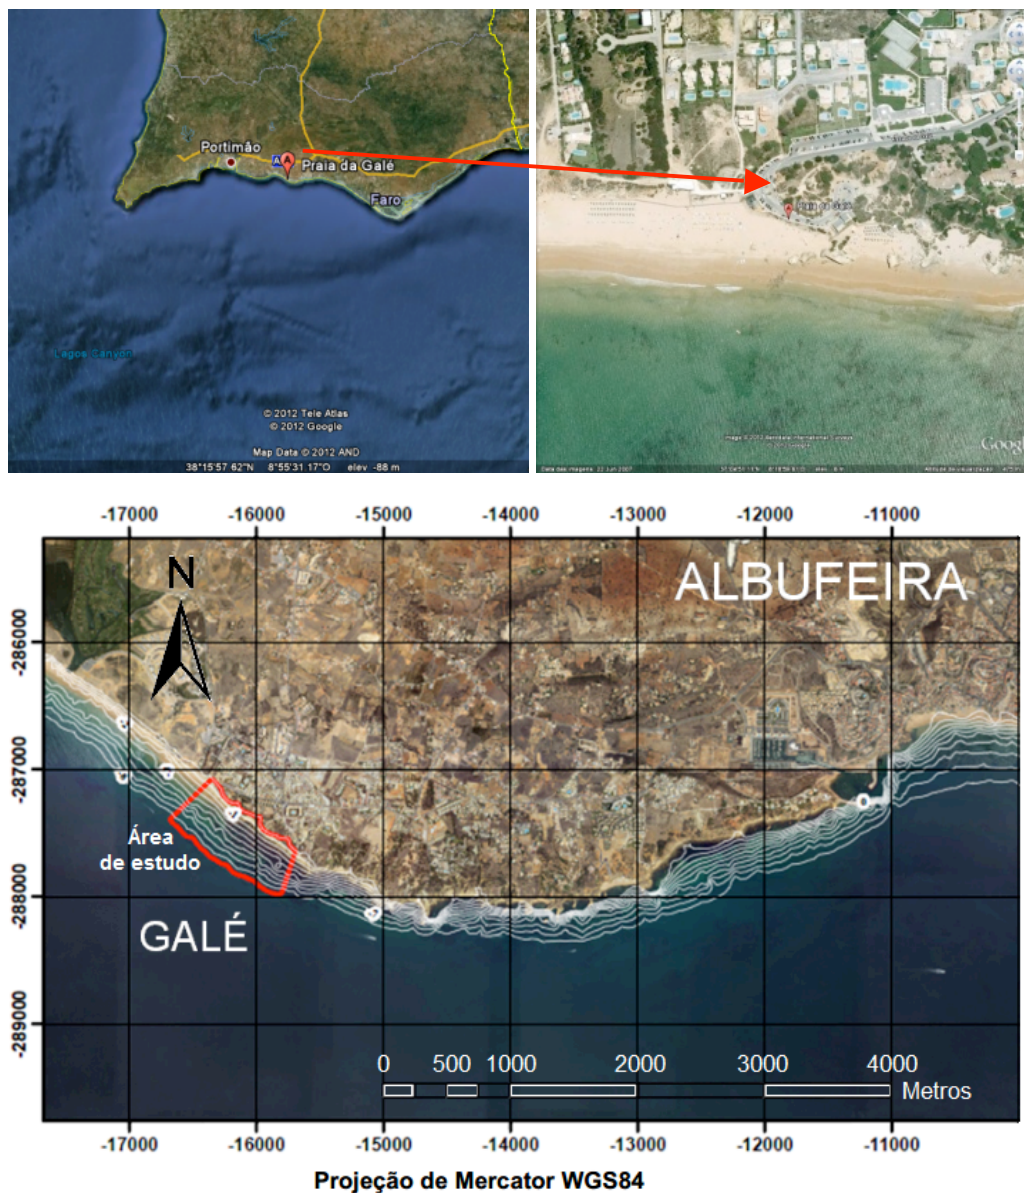 Portimão
A A Praia da Galé
Faro
Lagos Canyon
© 2012 Tele Atlas
© 2012 Google
Map Data © 2012 AND
38°15'57 62"N 8°55'31 17"O elev -88 m
Praia da Galé
Google
-17000 -16000 -15000 -14000 -13000 -12000 -11000
N
ALBUFEIRA
-286000
-287000
Área
de estudo
-288000
GALÉ
-289000
0 500 1000 2000 3000 4000
Metros
-17000 -16000 -15000 -14000 -13000 -12000 -11000
Projeção de Mercator WGS84